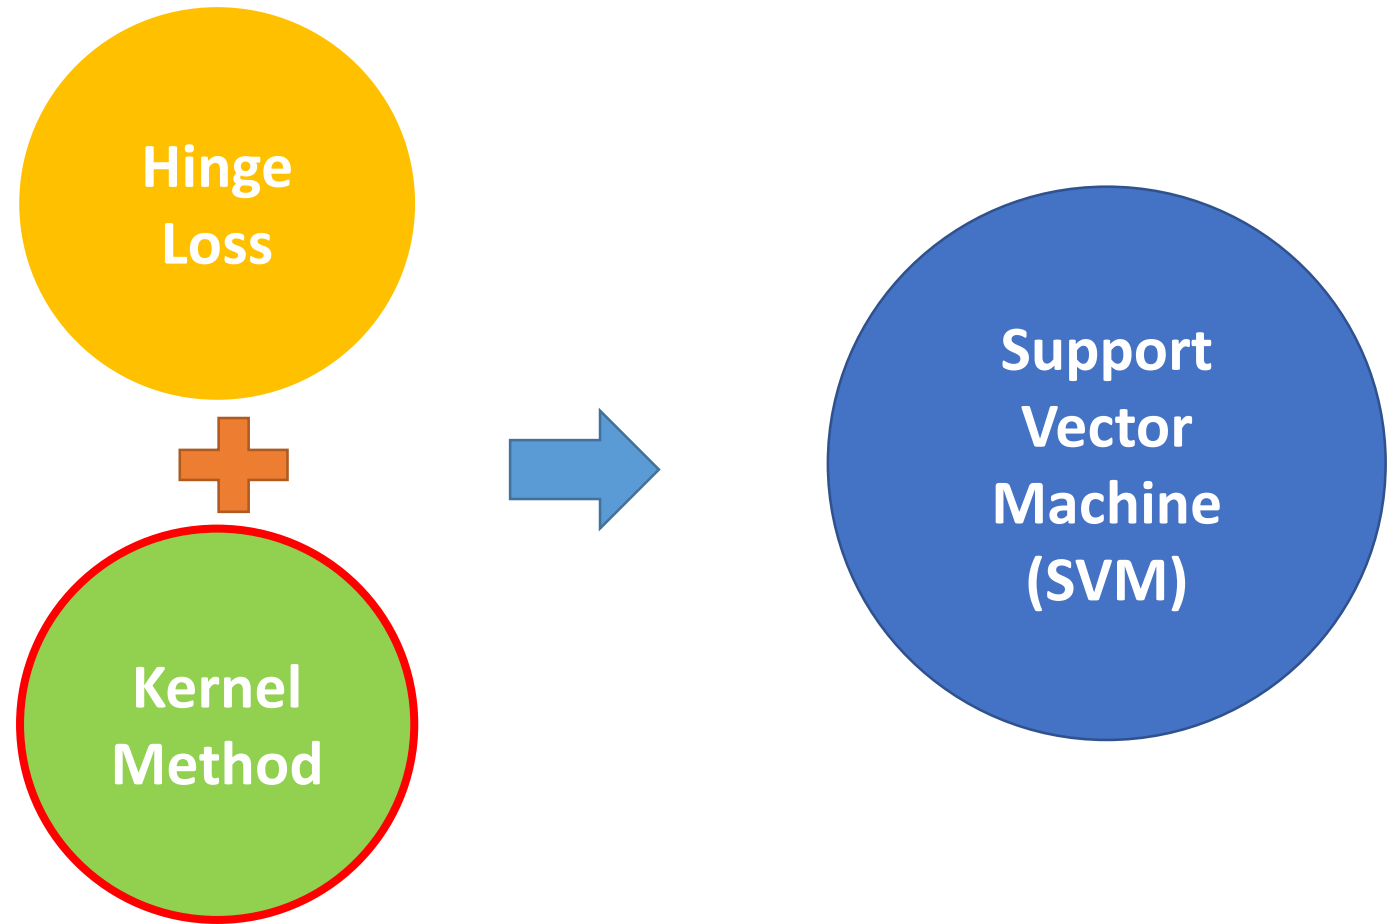 Hinge
Loss
Kernel
Method
Support
Vector
Machine
(SVM)